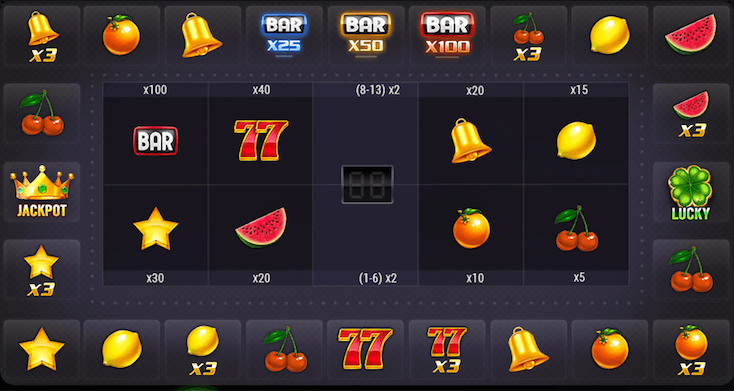 X3
BAR
X25
BAR
X50
BAR
X100
X3
x100
x40
(8-13) x2
x20
x15
X3
BAR
77
JACKPOT
LUCKY
X3
x30
x20
(1-6) x2
x10
x5
X3
77
77
X3
X3